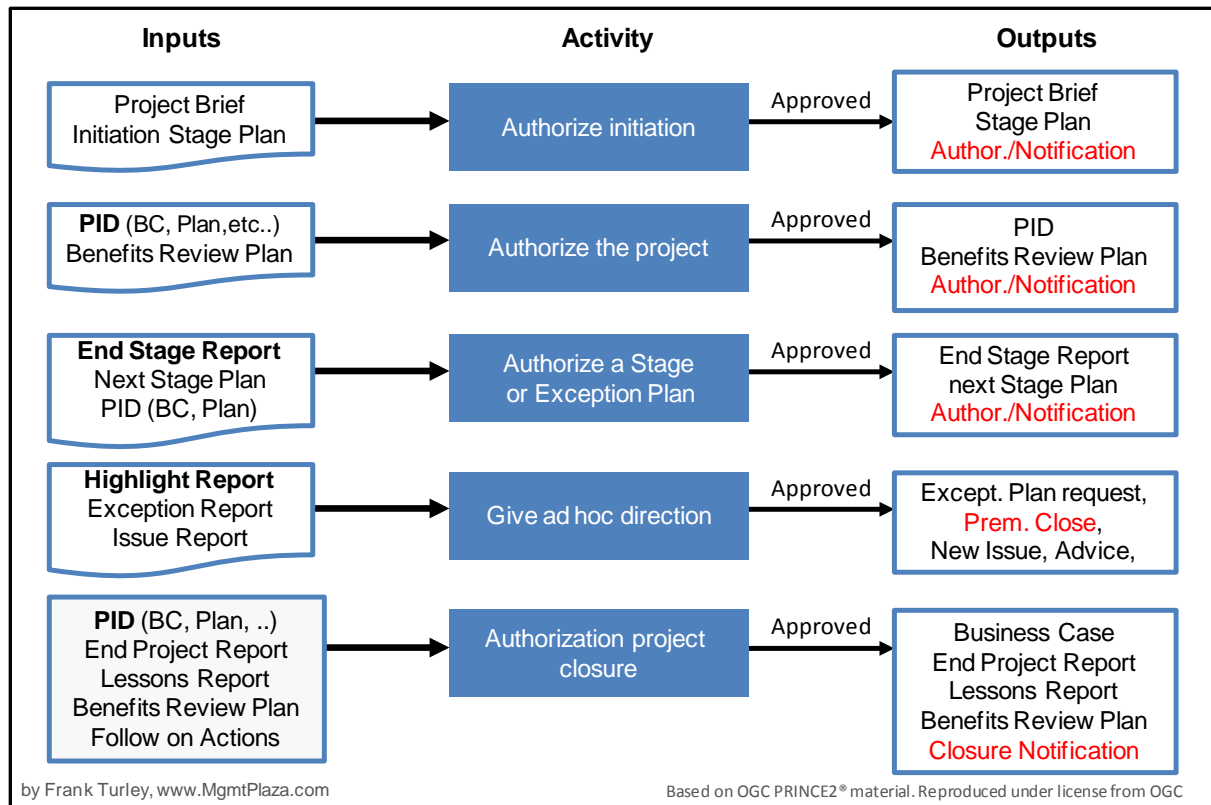 Inputs
Activity
Outputs
Project Brief
Initiation Stage Plan
Authorize initiation
Approved
Project Brief
Stage Plan
Author./Notification
PID (BC, Plan,etc..)
Benefits Review Plan
Authorize the project
Approved
PID
Benefits Review Plan
Author./Notification
End Stage Report
Next Stage Plan
PID (BC, Plan)
Authorize a Stage
or Exception Plan
Approved
End Stage Report
next Stage Plan
Author./Notification
Highlight Report
Exception Report
Issue Report
Give ad hoc direction
Approved
Except. Plan request,
Prem. Close,
New Issue, Advice,
PID (BC, Plan, ..)
End Project Report
Lessons Report
Benefits Review Plan
Follow on Actions
Authorization project
closure
Approved
Business Case
End Project Report
Lessons Report
Benefits Review Plan
Closure Notification
by Frank Turley, www.MgmtPlaza.com
Based on OGC PRINCE2® material. Reproduced under license from OGC